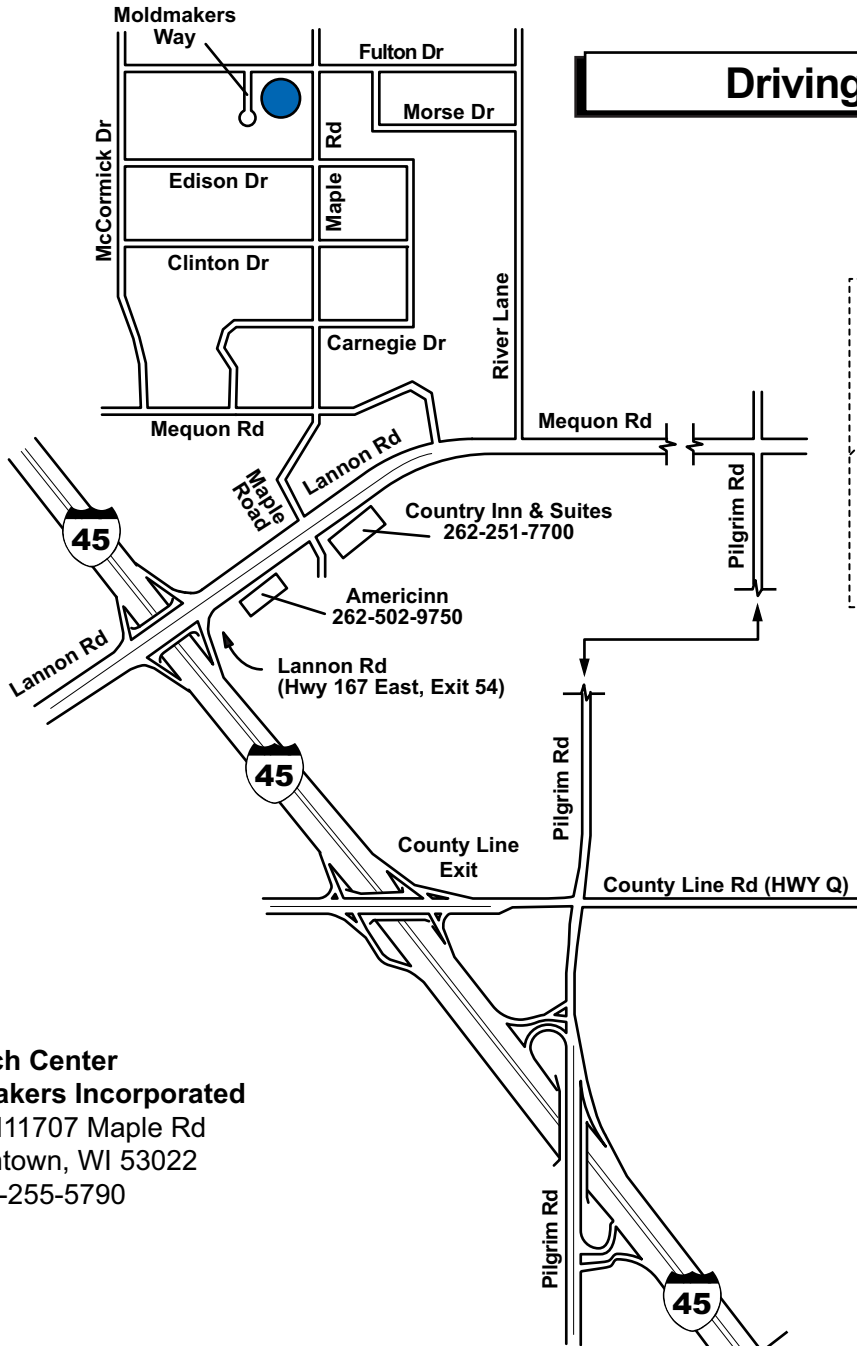 Moldmakers
Way
Fulton Dr
Driving
Morse Dr
McCormick Dr
Maple Rd
Edison Dr
Clinton Dr
River Lane
Carnegie Dr
Mequon Rd
Mequon Rd
Lannon Rd
Maple
Road
Pilgrim Rd
Country Inn & Suites
262-251-7700
45
Americinn
262-502-9750
Lannon Rd
Lannon Rd
(Hwy 167 East, Exit 54)
45
Pilgrim Rd
County Line
Exit
County Line Rd (HWY Q)
ch Center
akers Incorporated
11707 Maple Rd
ntown, WI 53022
-255-5790
Pilgrim Rd
45